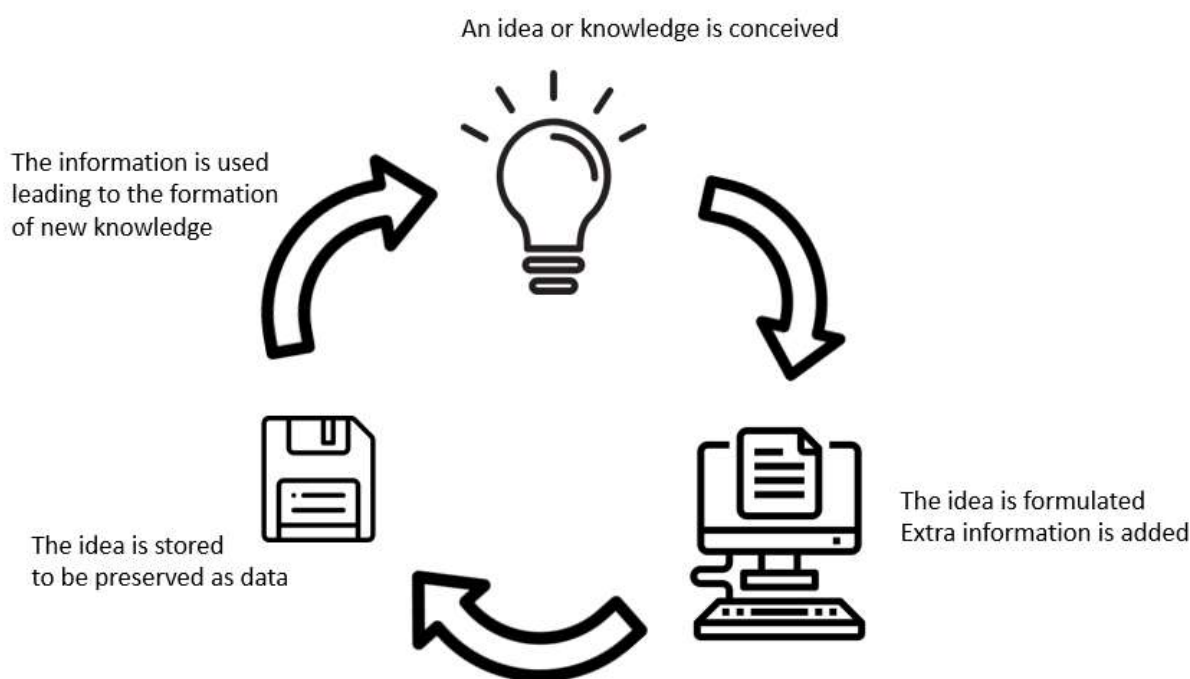 An idea or knowledge is conceived
The information is used
leading to the formation
of new knowledge
The idea is formulated
Extra information is added
The idea is stored
to be preserved as data